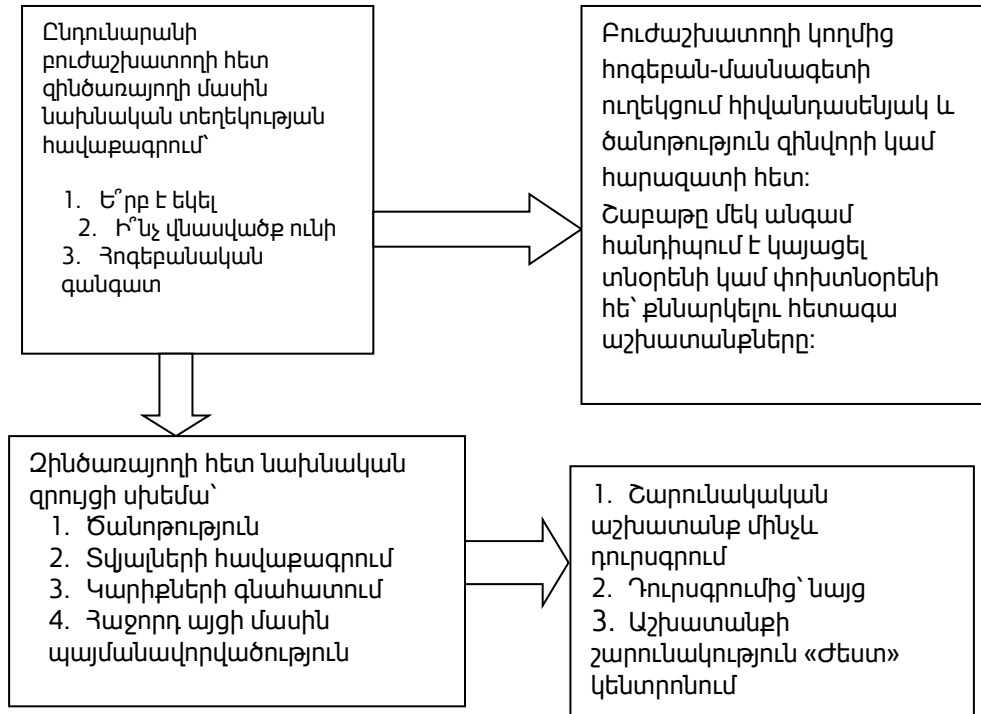 Ընդունարանի
բուժաշխատողի հետ
զինծառայողի մասին
նախնական տեղեկության
հավաքագրում՝
1. Ե՞րբ է եկել
2. Ի՞նչ վնասվածք ունի
3. Հոգեբանական
գանգատ
Բուժաշխատողի կողմից
հոգեբան-մասնագետի
ուղեկցում հիվանդասենյակ և
ծանոթություն զինվորի կամ
հարազատի հետ:
Շաբաթը մեկ անգամ
հանդիպում է կայացել
տնօրենի կամ փոխտնօրենի
հե՝ քննարկելու հետագա
աշխատանքները:
Զինծառայողի հետ նախնական
զրույցի սխեմա՝
1. Ծանոթություն
2. Տվյալների հավաքագրում
3. Կարիքների գնահատում
4. Հաջորդ այցի մասին
պայմանավորվածություն
1. Շարունակական
աշխատանք մինչև
դուրսգրում
2. Դուրսգրումից՝ նայց
3. Աշխատանքի
շարունակություն «Ժեստ»
կենտրոնում